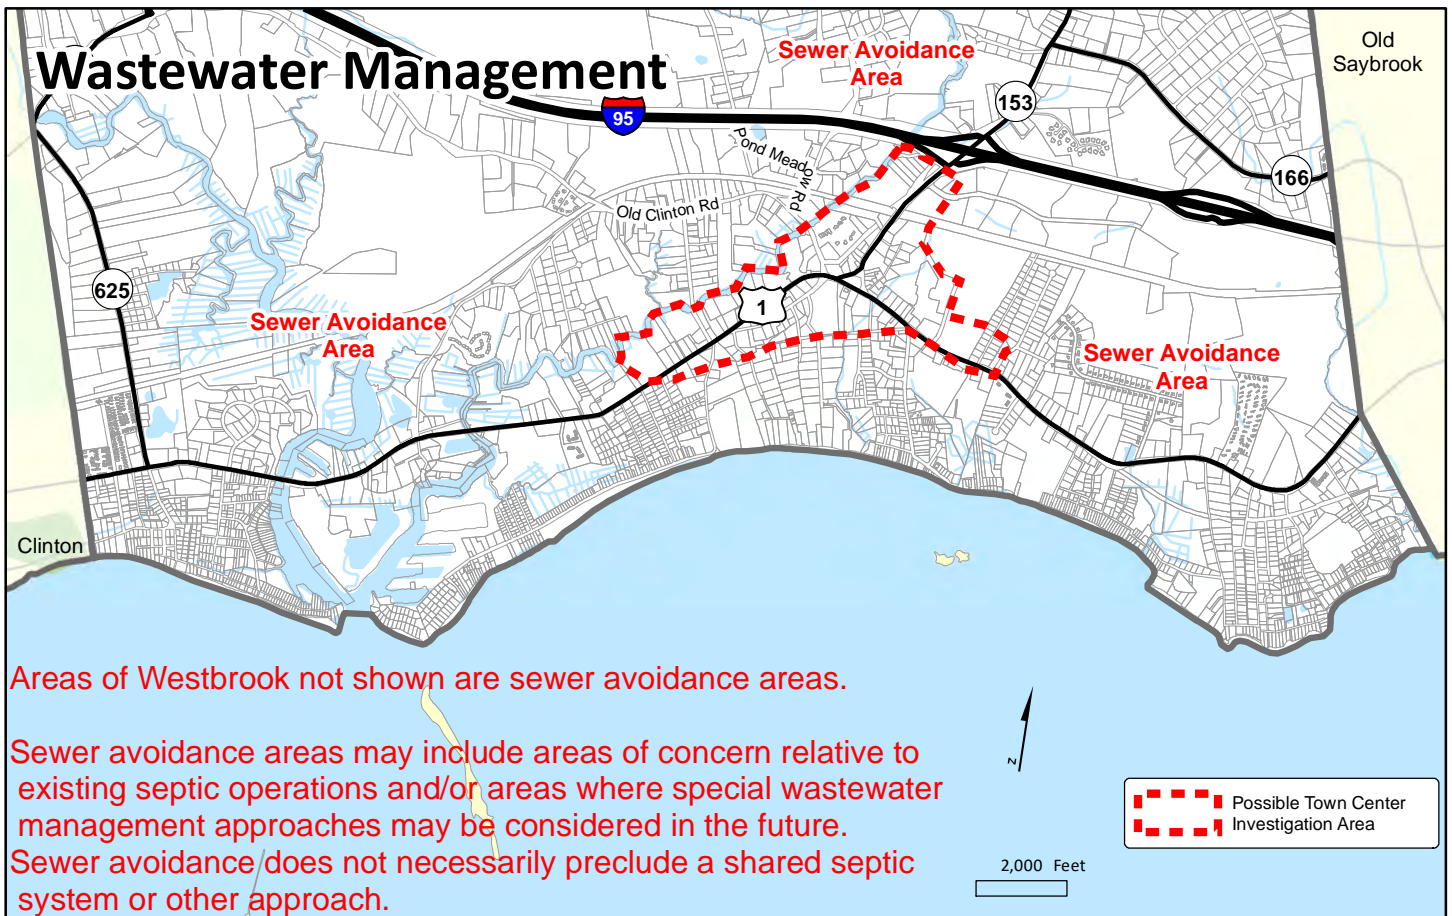 Wastewater Management
Sewer Avoidance
Area
Old
Saybrook
95
153
Pond Meadow Rd
166
Old Clinton Rd
625
1
Sewer Avoidance
Area
Sewer Avoidance
Area
Clinton
Areas of Westbrook not shown are sewer avoidance areas.
Sewer avoidance areas may include areas of concern relative to
existing septic operations and/or areas where special wastewater
management approaches may be considered in the future.
Sewer avoidance does not necessarily preclude a shared septic
system or other approach.
z
Possible Town Center
Investigation Area
2,000 Feet